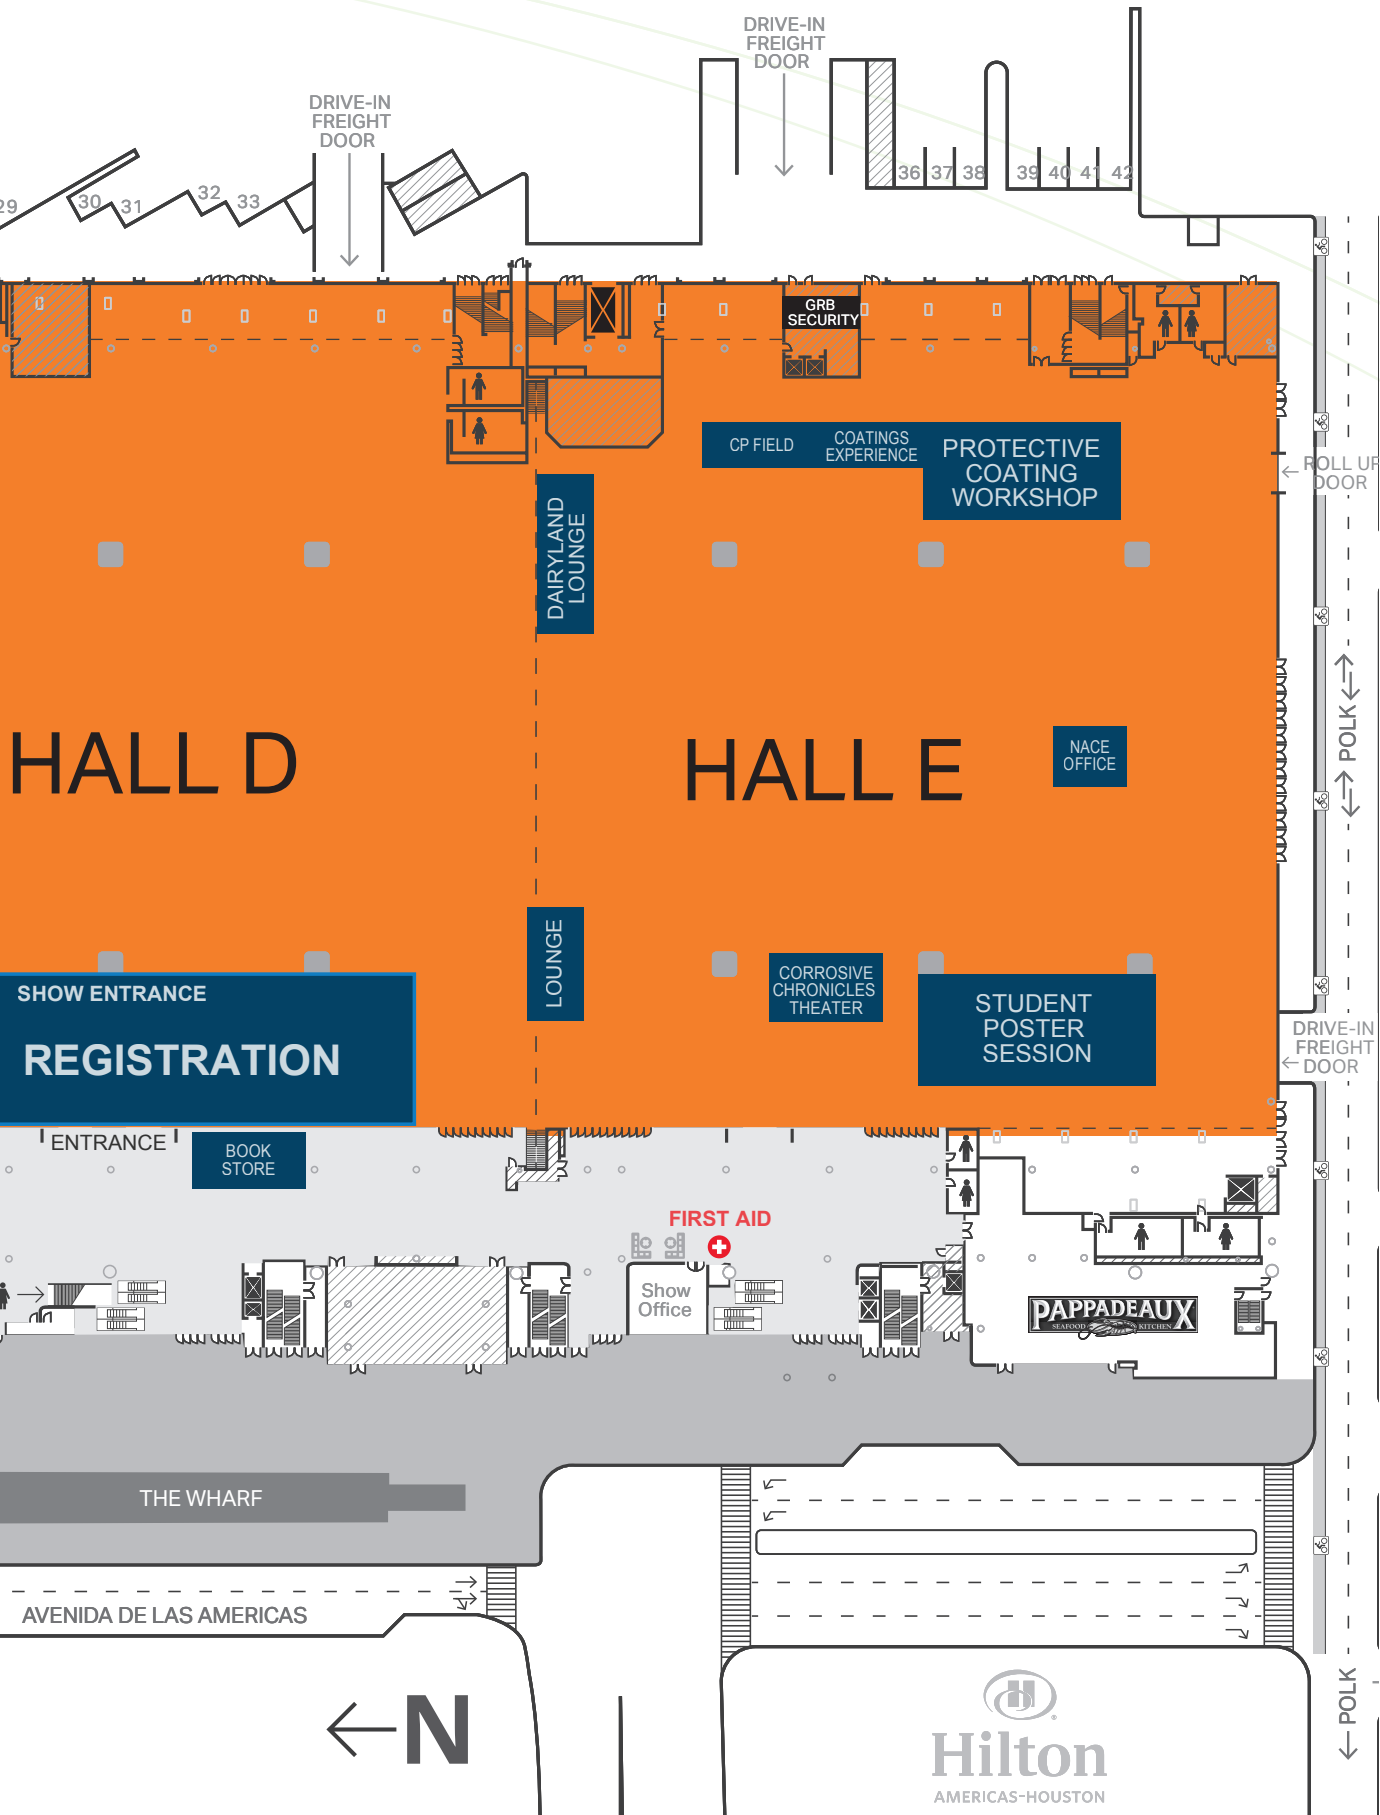 DRIVE-IN
FREIGHT
DOOR
DRIVE-IN
FREIGHT
DOOR
29
30
31
32
33
36
37
38
39
40
41
42
GRB
SECURITY
CP FIELD
COATINGS
EXPERIENCE
PROTECTIVE
COATING
WORKSHOP
ROLL UP
DOOR
DAIRYLAND
LOUNGE
HALL D
HALL E
NACE
OFFICE
POLK
LOUNGE
CORROSIVE
CHRONICLES
THEATER
STUDENT
POSTER
SESSION
SHOW ENTRANCE
REGISTRATION
DRIVE-IN
FREIGHT
DOOR
ENTRANCE
BOOK
STORE
FIRST AID
Show
Office
PAPPADEAUX
SEAFOOD KITCHEN
THE WHARF
AVENIDA DE LAS AMERICAS
N
Hilton
AMERICAS-HOUSTON
POLK